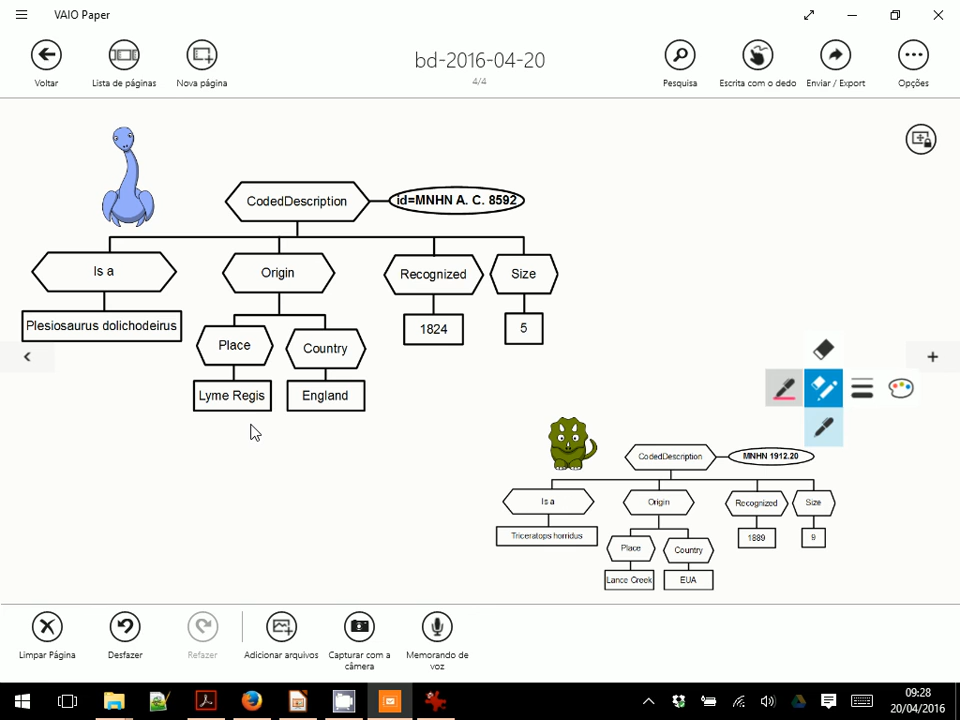 VAIO Paper
Voltar
Lista de páginas
Nova página
bd-2016-04-20
4/4
Pesquisa
Escrita com o dedo
Enviar / Export
Opções
CodedDescription
id=MNHN A. C. 8592
Is a
Origin
Recognized
Size
Plesiosaurus dolichodeirus
Place
Country
1824
5
Lyme Regis
England
CodedDescription
MNHN 1912.20
Is a
Origin
Recognized
Size
Triceratops horridus
Place
Country
1889
9
Lance Creek
EUA
Limpar Página
Desfazer
Refazer
Adicionar arquivos
Capturar com a
câmera
Memorando de
voz
09:28
20/04/2016